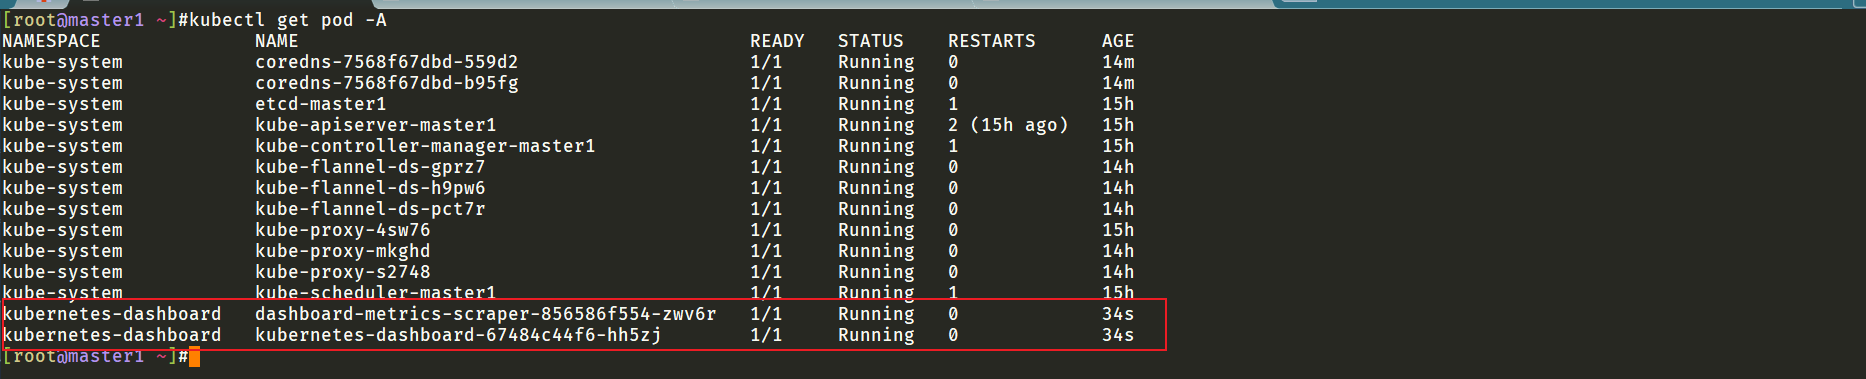 [root@master1 ~]#kubectl get pod -A
NAMESPACE NAME READY STATUS RESTARTS AGE
kube-system coredns-7568f67dbd-559d2 1/1 Running 0 14m
kube-system coredns-7568f67dbd-b95fg 1/1 Running 0 14m
kube-system etcd-master1 1/1 Running 1 15h
kube-system kube-apiserver-master1 1/1 Running 2 (15h ago) 15h
kube-system kube-controller-manager-master1 1/1 Running 1 15h
kube-system kube-flannel-ds-gprz7 1/1 Running 0 14h
kube-system kube-flannel-ds-h9pw6 1/1 Running 0 14h
kube-system kube-flannel-ds-pct7r 1/1 Running 0 14h
kube-system kube-proxy-4sw76 1/1 Running 0 15h
kube-system kube-proxy-mkghd 1/1 Running 0 14h
kube-system kube-proxy-s2748 1/1 Running 0 14h
kube-system kube-scheduler-master1 1/1 Running 1 15h
kubernetes-dashboard dashboard-metrics-scraper-856586f554-zwv6r 1/1 Running 0 34s
kubernetes-dashboard kubernetes-dashboard-67484c44f6-hh5zj 1/1 Running 0 34s
[root@master1 ~]#